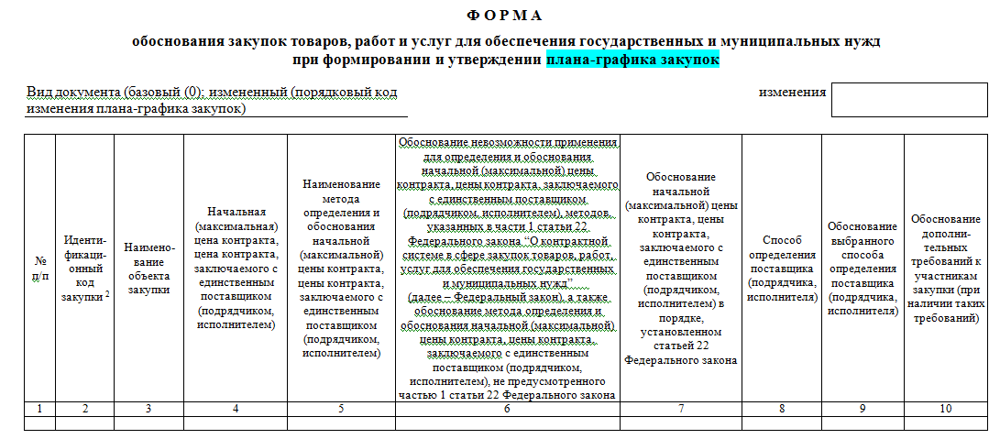 Ф О Р М А
обоснования закупок товаров, работ и услуг для обеспечения государственных и муниципальных нужд
при формировании и утверждении плана-графика закупок
Вид документа (базовый (0); измененный (порядковый код
изменения плана-графика закупок)
изменения
№
п/п
Иденти-
фикаци-
онный
код
закупки 2
Наимено-
вание
объекта
закупки
Начальная
(максимальная)
цена контракта,
цена контракта,
заключаемого с
единственным
поставщиком
(подрядчиком,
исполнителем)
Наименование
метода
определения и
обоснования
начальной
(максимальной)
цены контракта,
цены контракта,
заключаемого с
единственным
поставщиком
(подрядчиком,
исполнителем)
Обоснование невозможности применения
для определения и обоснования
начальной (максимальной) цены
контракта, цены контракта, заключаемого
с единственным поставщиком
(подрядчиком, исполнителем), методов,
указанных в части 1 статьи 22
Федерального закона “О контрактной
системе в сфере закупок товаров, работ,
услуг для обеспечения государственных
и муниципальных нужд”
(далее – Федеральный закон), а также
обоснование метода определения и
обоснования начальной (максимальной)
цены контракта, цены контракта,
заключаемого с единственным
поставщиком (подрядчиком,
исполнителем), не предусмотренного
частью 1 статьи 22 Федерального закона
Обоснование
начальной
(максимальной) цены
контракта, цены
контракта,
заключаемого с
единственным
поставщиком
(подрядчиком,
исполнителем) в
порядке,
установленном
статьей 22
Федерального закона
Способ
определения
поставщика
(подрядчика,
исполнителя)
Обоснование
выбранного
способа
определения
поставщика
(подрядчика,
исполнителя)
Обоснование
дополни-
тельных
требований к
участникам
закупки (при
наличии таких
требований)
1 2 3 4 5 6 7 8 9 10